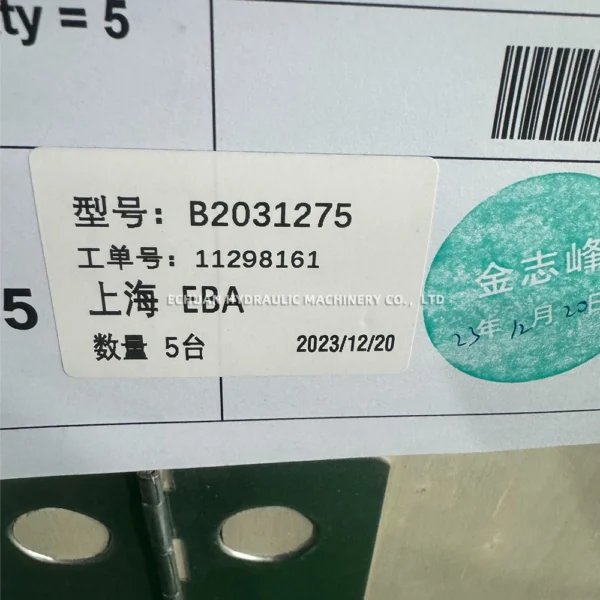 ty = 5
型号: B2031275
工单号: 11298161
上海 EBA
数量 5台 2023/12/20
5
ECHUAN HYDRAULIC MACHINERY CO., LTD
金志峰
23年12月20日